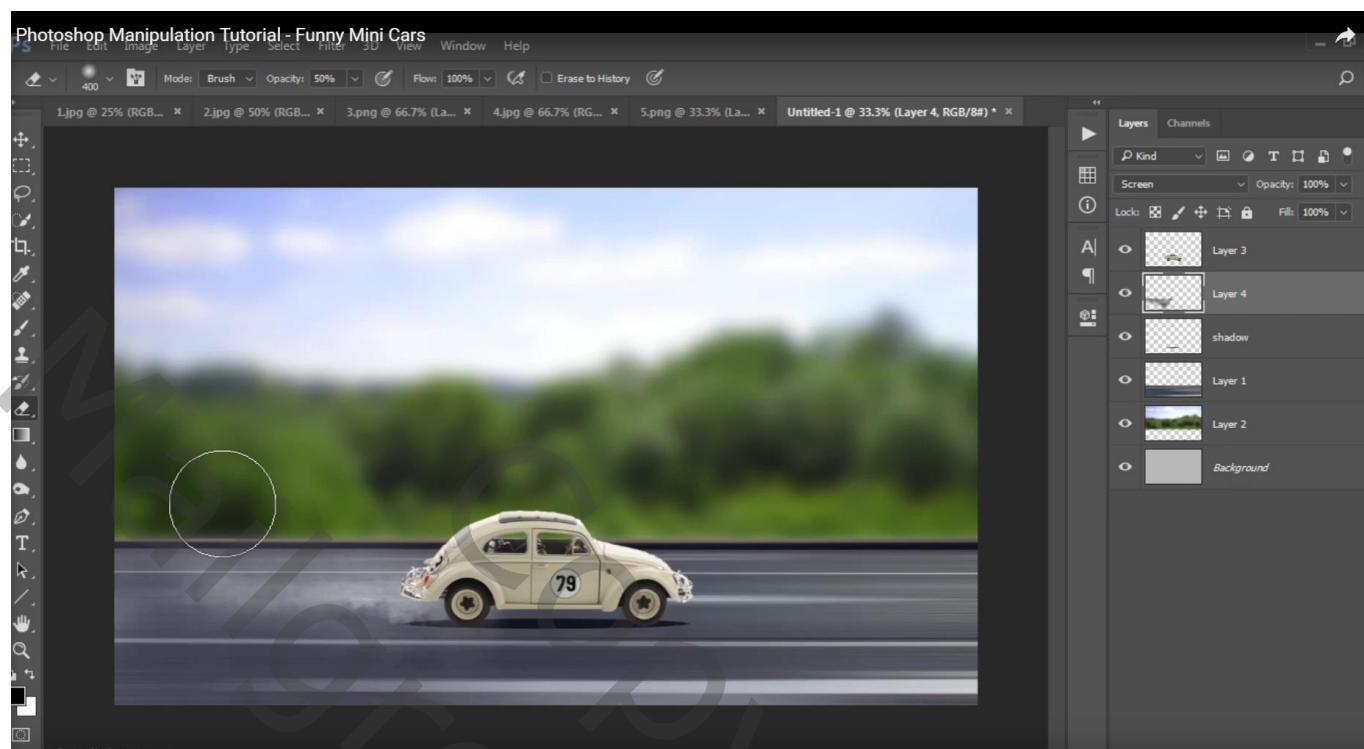 Photoshop Manipulation Tutorial - Funny Mini Cars
Ps File Edit Image Layer Type Select Filter 3D View Window Help
400 Mode: Brush Opacity: 50% Flow: 100% Erase to History
1.jpg @ 25% (RGB... × 2.jpg @ 50% (RGB... × 3.png @ 66.7% (La... × 4.jpg @ 66.7% (RG... × 5.png @ 33.3% (La... × Untitled-1 @ 33.3% (Layer 4, RGB/8#) * ×
Layers Channels
Kind
Screen Opacity: 100%
Lock: Fill: 100%
Layer 3
Layer 4
shadow
Layer 1
Layer 2
Background
79